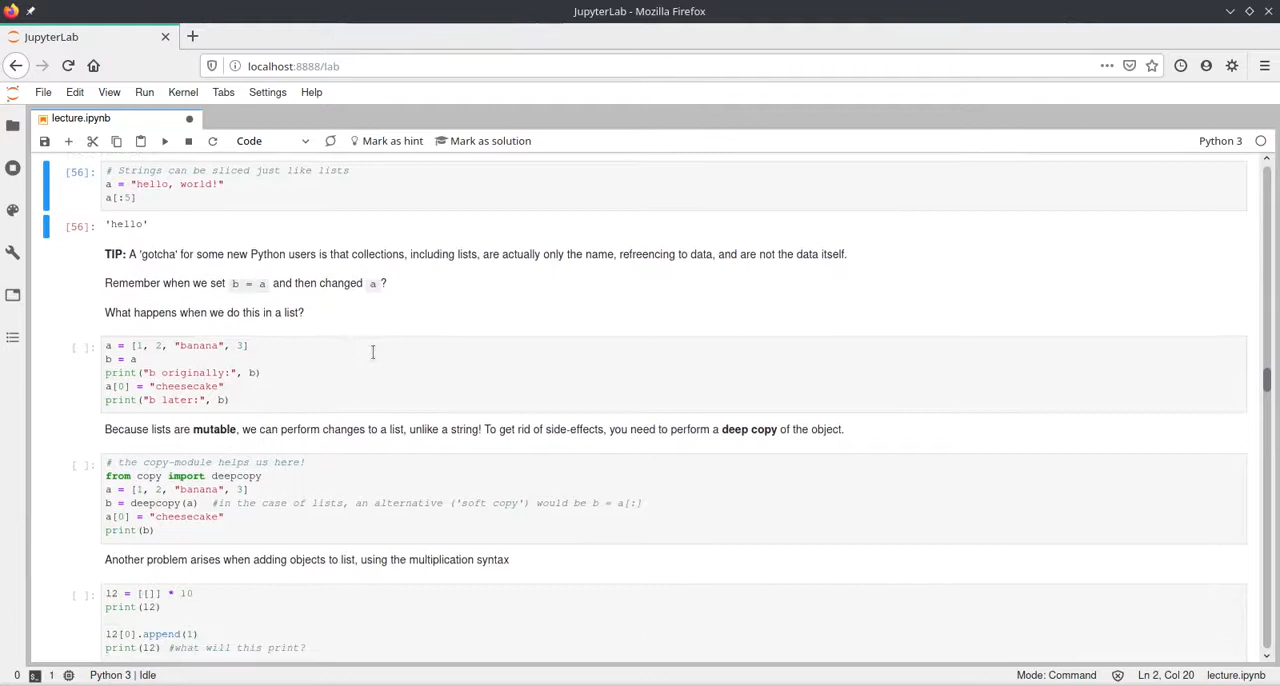 JupyterLab - Mozilla Firefox
JupyterLab
localhost:8888/lab
File Edit View Run Kernel Tabs Settings Help
lecture.ipynb
Code Mark as hint Mark as solution Python 3
[56]: # Strings can be sliced just like lists
a = "hello, world!"
a[:5]
[56]: 'hello'
TIP: A 'gotcha' for some new Python users is that collections, including lists, are actually only the name, refreencing to data, and are not the data itself.
Remember when we set b = a and then changed a ?
What happens when we do this in a list?
[ ]: a = [1, 2, "banana", 3]
b = a
print("b originally:", b)
a[0] = "cheesecake"
print("b later:", b)
Because lists are mutable, we can perform changes to a list, unlike a string! To get rid of side-effects, you need to perform a deep copy of the object.
[ ]: # the copy-module helps us here!
from copy import deepcopy
a = [1, 2, "banana", 3]
b = deepcopy(a) #in the case of lists, an alternative ('soft copy') would be b = a[:]
a[0] = "cheesecake"
print(b)
Another problem arises when adding objects to list, using the multiplication syntax
[ ]: l2 = [[]] * 10
print(l2)
l2[0].append(1)
print(l2) #what will this print?
0 1 Python 3 | Idle Mode: Command Ln 2, Col 20 lecture.ipynb